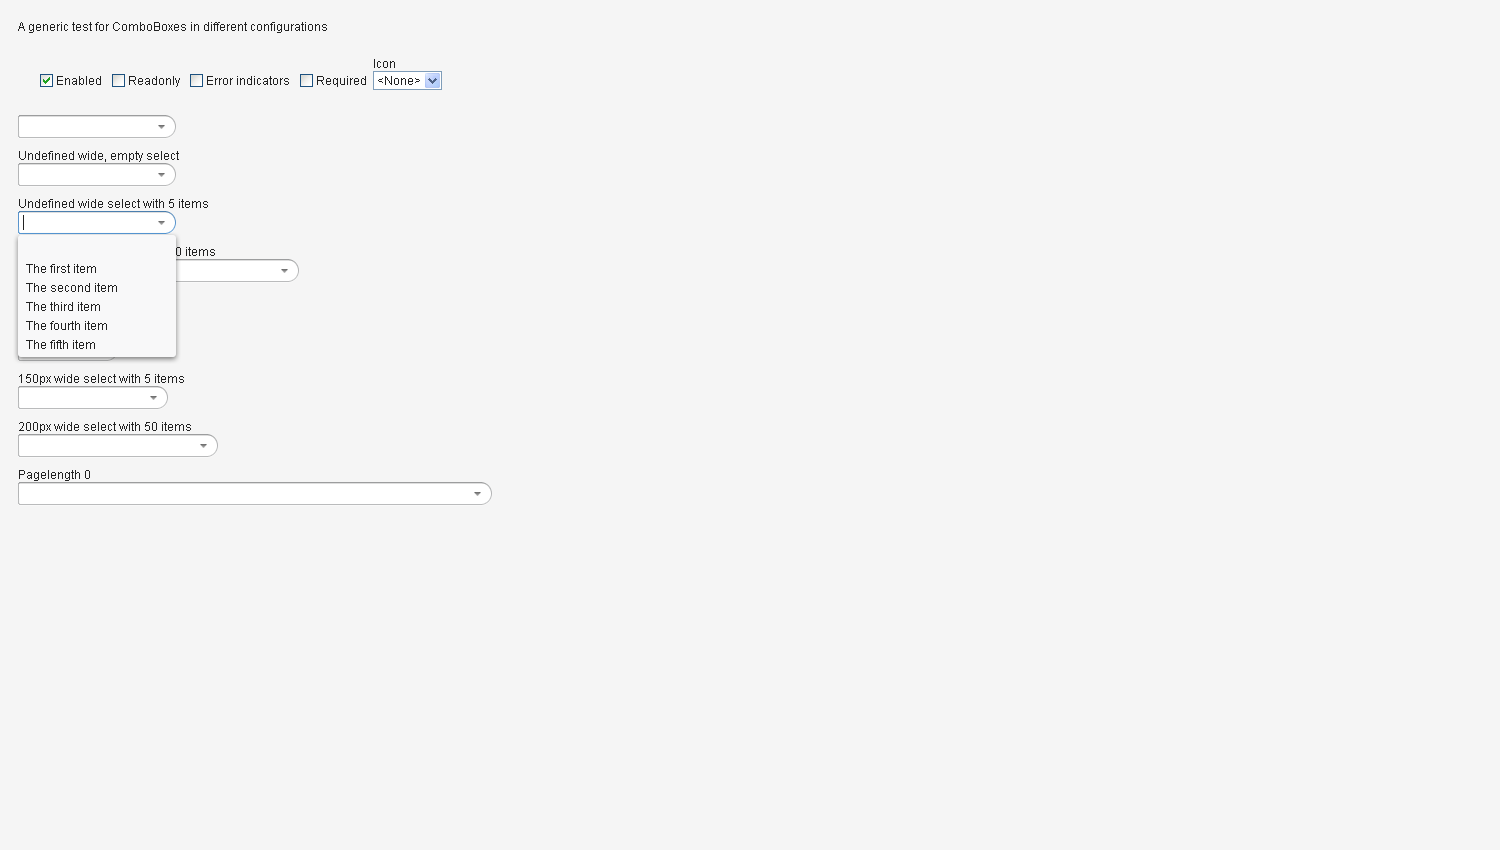 A generic test for ComboBoxes in different configurations
Icon
Enabled Readonly Error indicators Required <None>
Undefined wide, empty select
Undefined wide select with 5 items
0 items
The first item
The second item
The third item
The fourth item
The fifth item
150px wide select with 5 items
200px wide select with 50 items
Pagelength 0